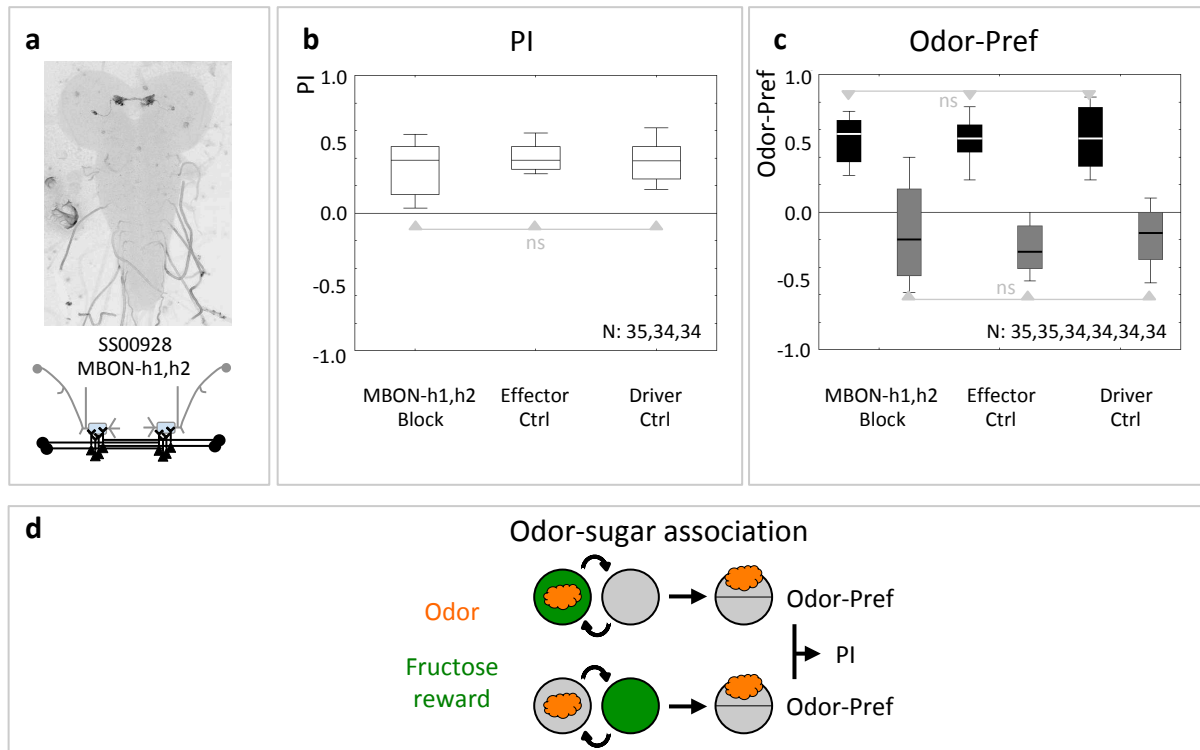 a
SS00928
MBON-h1,h2
b
PI
PI
1.0
0.5
0.0
-0.5
-1.0
ns
N: 35,34,34
MBON-h1,h2
Block
Effector
Ctrl
Driver
Ctrl
c
Odor-Pref
Odor-Pref
1.0
0.5
0.0
-0.5
-1.0
ns
ns
N: 35,35,34,34,34,34
MBON-h1,h2
Block
Effector
Ctrl
Driver
Ctrl
d
Odor-sugar association
Odor
Odor-Pref
PI
Fructose
reward
Odor-Pref